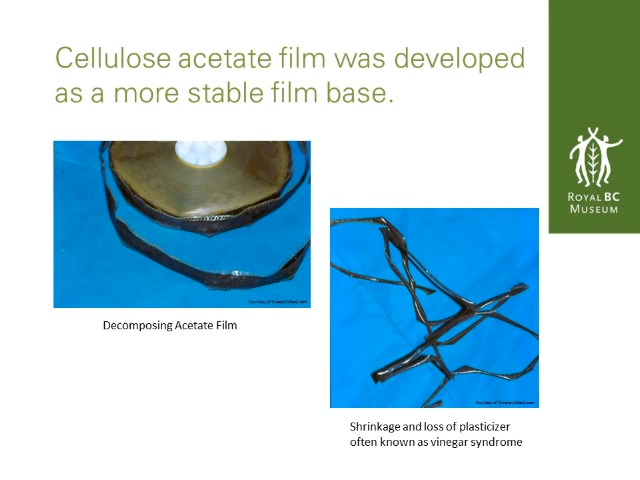 Cellulose acetate film was developed
as a more stable film base.
ROYAL BC
MUSEUM
Decomposing Acetate Film
Shrinkage and loss of plasticizer
often known as vinegar syndrome